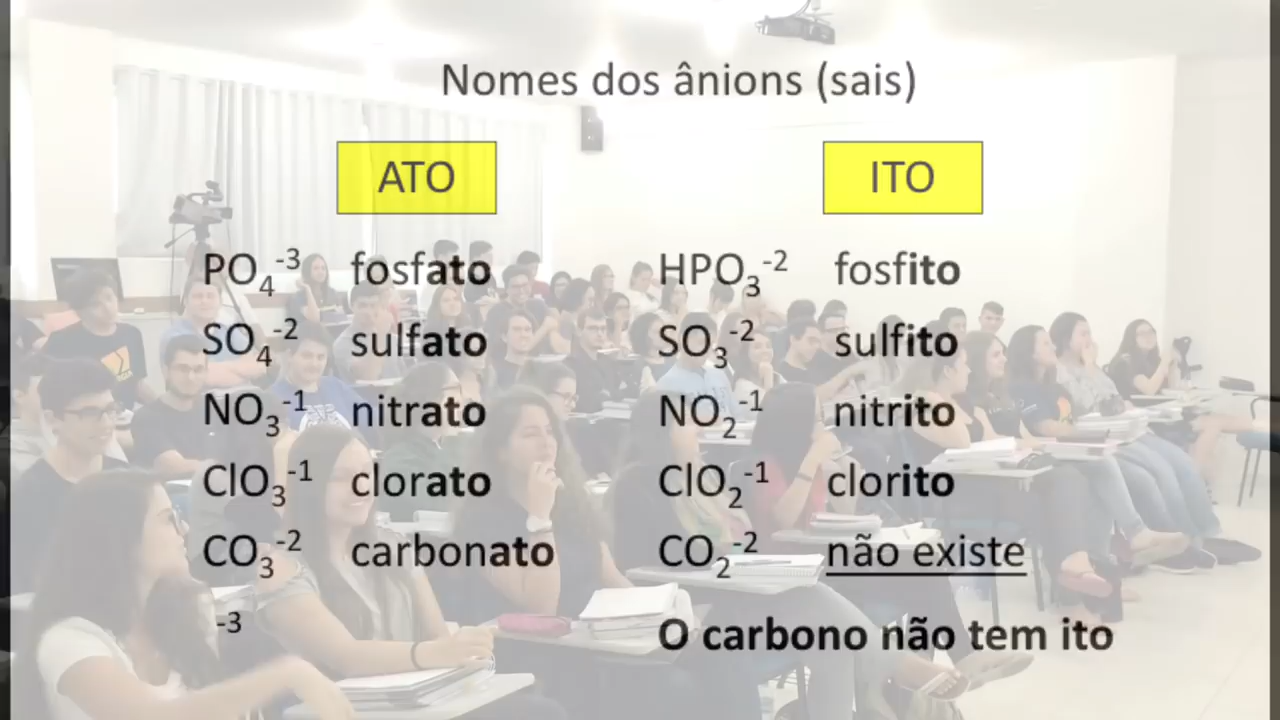 Nomes dos ânions (sais)
ATO ITO
PO₄⁻³ fosfato HPO₃⁻² fosfito
SO₄⁻² sulfato SO₃⁻² sulfito
NO₃⁻¹ nitrato NO₂⁻¹ nitrito
ClO₃⁻¹ clorato ClO₂⁻¹ clorito
CO₃⁻² carbonato CO₂⁻² não existe
⁻³
O carbono não tem ito